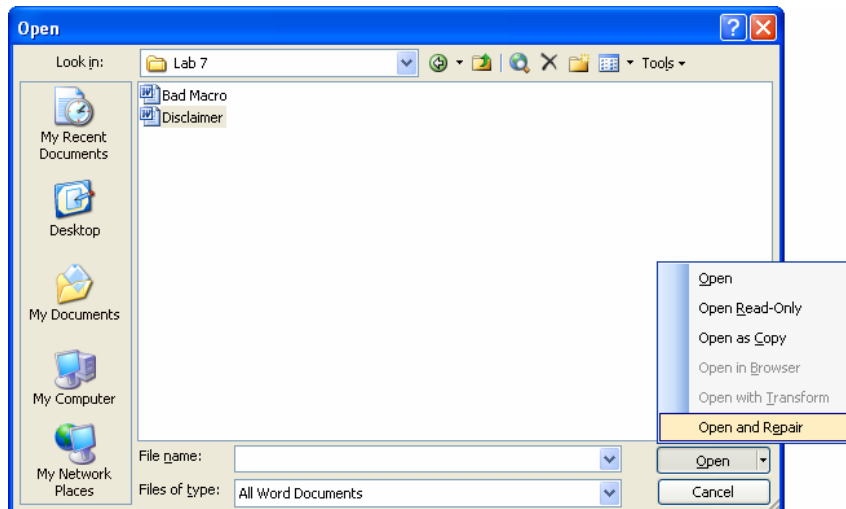 Open
Look in:
Lab 7
Tools
Bad Macro
Disclaimer
My Recent
Documents
Desktop
My Documents
My Computer
My Network
Places
Open
Open Read-Only
Open as Copy
Open in Browser
Open with Transform
Open and Repair
File name:
Open
Files of type:
All Word Documents
Cancel